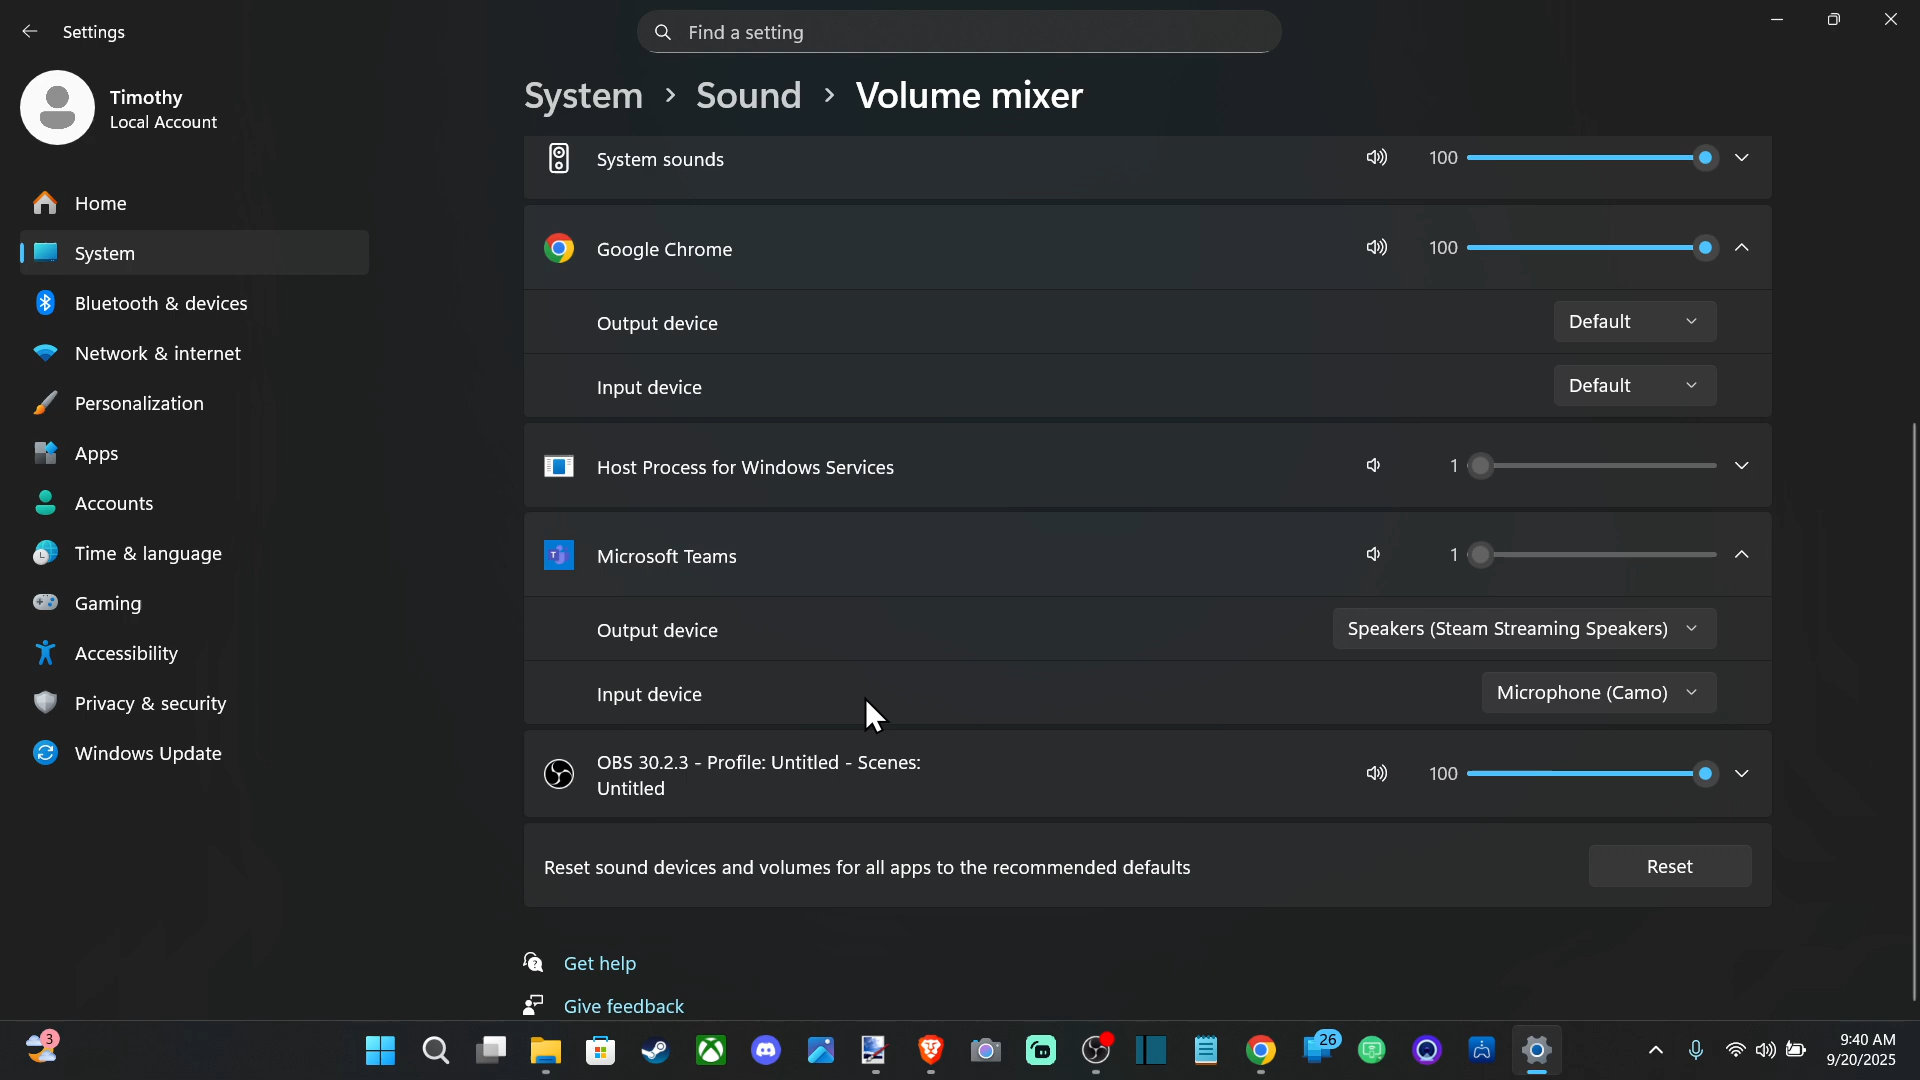 Settings
Find a setting
Timothy
Local Account
System > Sound > Volume mixer
Home
System
Bluetooth & devices
Network & internet
Personalization
Apps
Accounts
Time & language
Gaming
Accessibility
Privacy & security
Windows Update
System sounds 100
Google Chrome 100
Output device Default
Input device Default
Host Process for Windows Services 1
Microsoft Teams 1
Output device Speakers (Steam Streaming Speakers)
Input device Microphone (Camo)
OBS 30.2.3 - Profile: Untitled - Scenes: 100
Untitled
Reset sound devices and volumes for all apps to the recommended defaults Reset
Get help
Give feedback
3
26
9:40 AM
9/20/2025